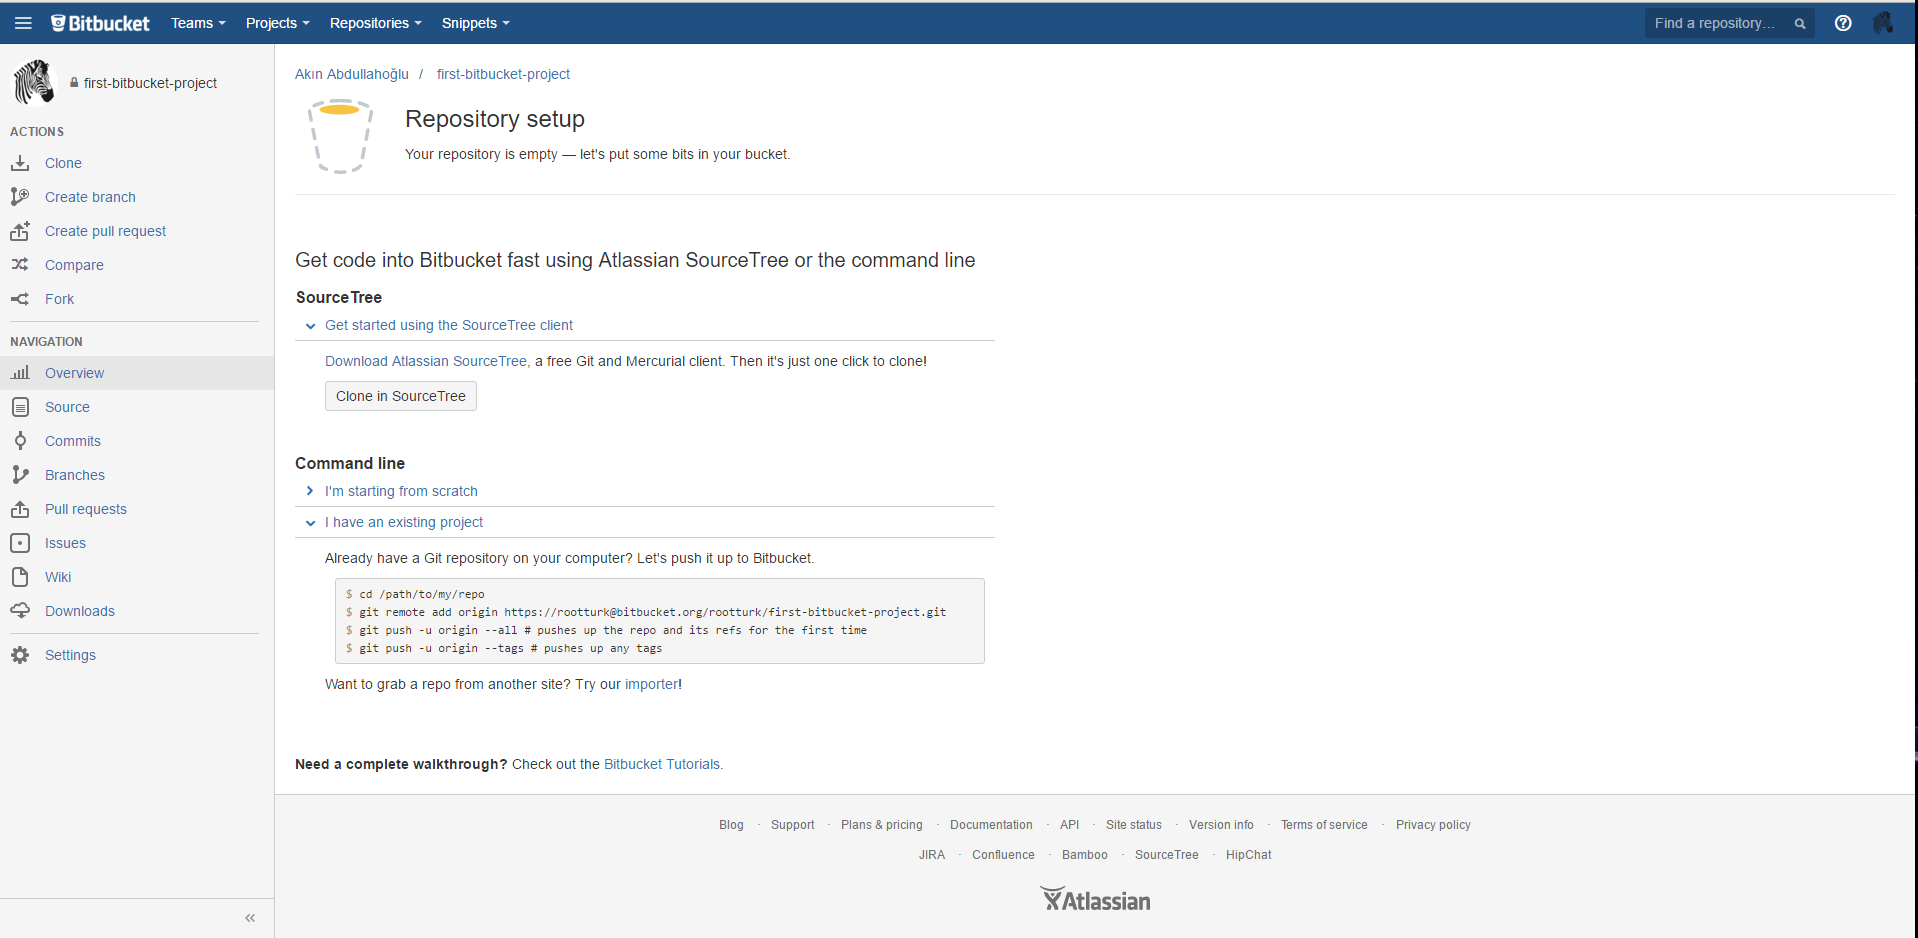 Bitbucket Teams Projects Repositories Snippets Find a repository...
first-bitbucket-project
ACTIONS
Clone
Create branch
Create pull request
Compare
Fork
NAVIGATION
Overview
Source
Commits
Branches
Pull requests
Issues
Wiki
Downloads
Settings
Akın Abdullahoğlu / first-bitbucket-project
Repository setup
Your repository is empty — let's put some bits in your bucket.
Get code into Bitbucket fast using Atlassian SourceTree or the command line
SourceTree
Get started using the SourceTree client
Download Atlassian SourceTree, a free Git and Mercurial client. Then it's just one click to clone!
Clone in SourceTree
Command line
I'm starting from scratch
I have an existing project
Already have a Git repository on your computer? Let's push it up to Bitbucket.
$ cd /path/to/my/repo
$ git remote add origin https://rootturk@bitbucket.org/rootturk/first-bitbucket-project.git
$ git push -u origin --all # pushes up the repo and its refs for the first time
$ git push -u origin --tags # pushes up any tags
Want to grab a repo from another site? Try our importer!
Need a complete walkthrough? Check out the Bitbucket Tutorials.
Blog · Support · Plans & pricing · Documentation · API · Site status · Version info · Terms of service · Privacy policy
JIRA · Confluence · Bamboo · SourceTree · HipChat
Atlassian